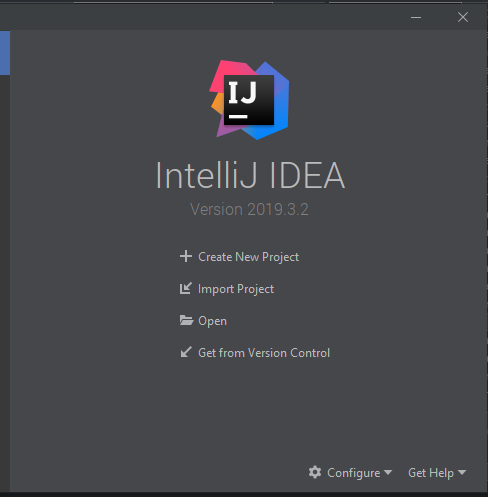 IJ
IntelliJ IDEA
Version 2019.3.2
Create New Project
Import Project
Open
Get from Version Control
Configure Get Help